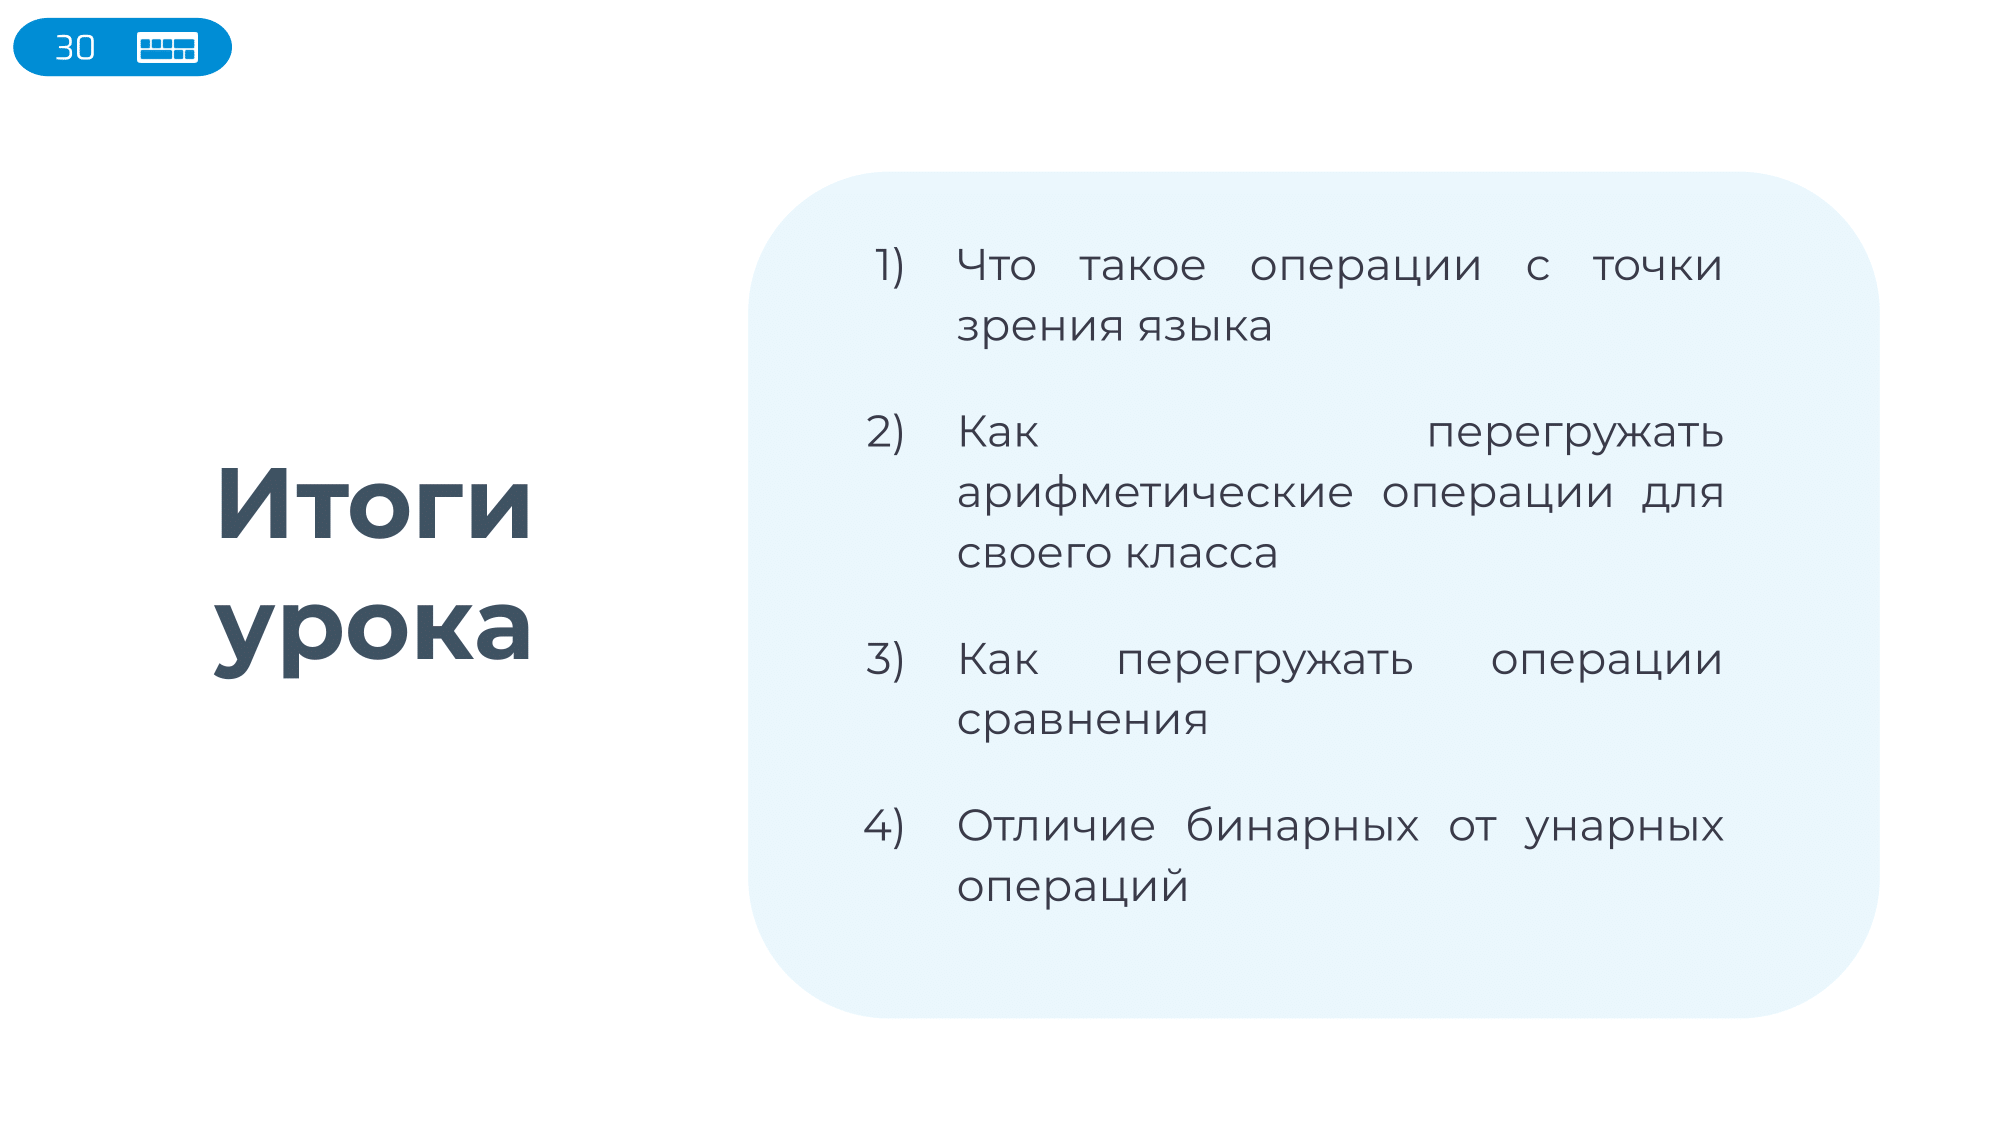 30
Итоги
урока
1) Что такое операции с точки
зрения языка
2) Как перегружать
арифметические операции для
своего класса
3) Как перегружать операции
сравнения
4) Отличие бинарных от унарных
операций